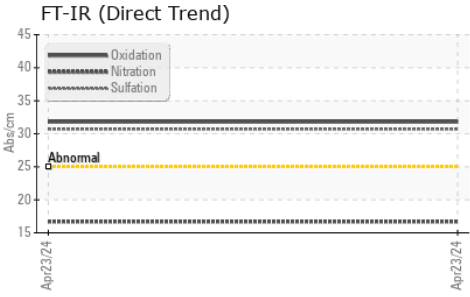 FT-IR (Direct Trend)
45
Oxidation
Nitration
Sulfation
40
35
30
Abs/cm
Abnormal
25
20
15
Apr23/24
Apr23/24